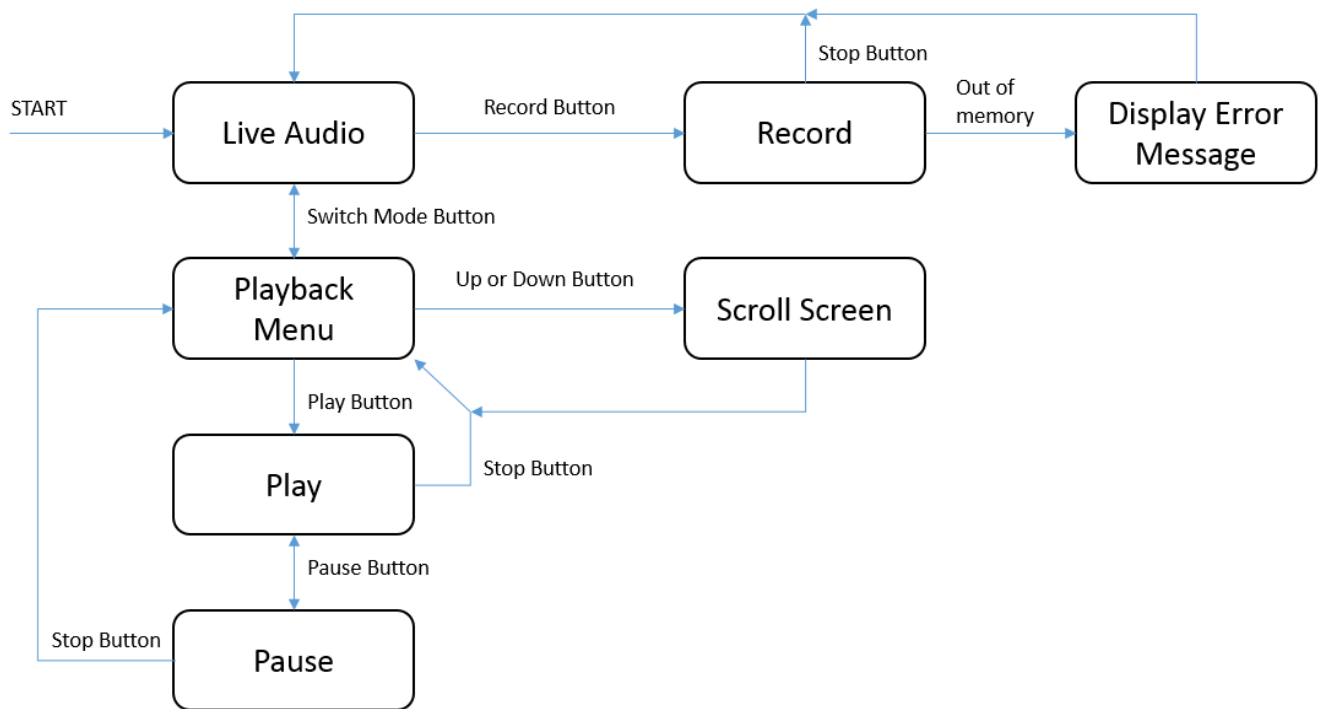 Stop Button
START
Live Audio
Record Button
Record
Out of
memory
Display Error
Message
Switch Mode Button
Playback
Menu
Up or Down Button
Scroll Screen
Play Button
Play
Stop Button
Pause Button
Stop Button
Pause